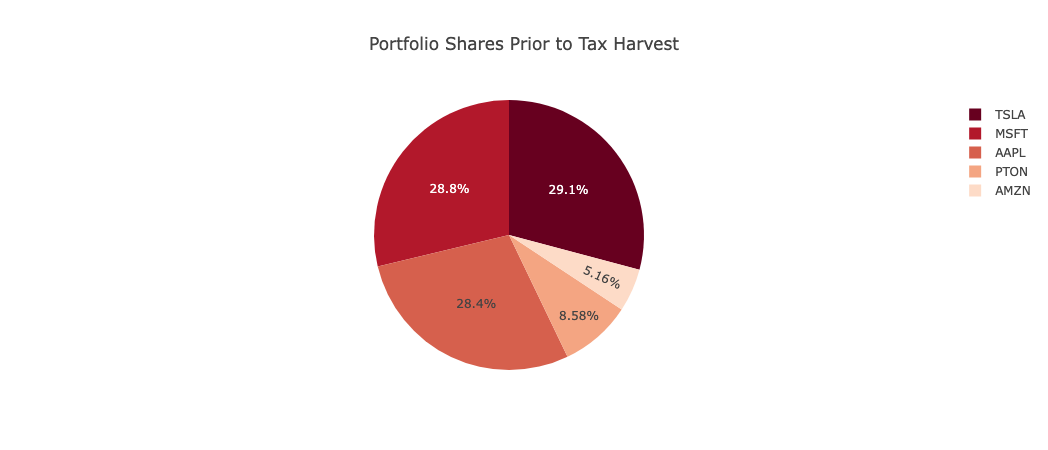 Portfolio Shares Prior to Tax Harvest
TSLA
MSFT
AAPL
PTON
AMZN
28.8%
29.1%
5.16%
28.4%
8.58%